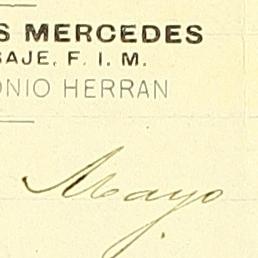 S MERCEDES
SAJE, F. I. M.
ONIO HERRAN
Mayo